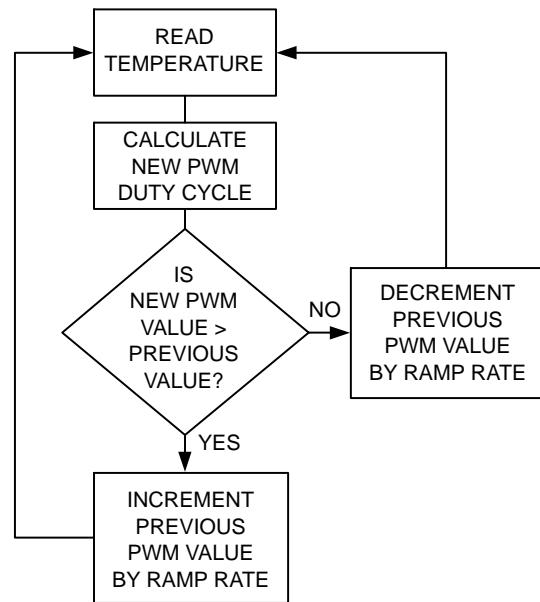 READ
TEMPERATURE
CALCULATE
NEW PWM
DUTY CYCLE
IS
NEW PWM
VALUE >
PREVIOUS
VALUE?
NO
DECREMENT
PREVIOUS
PWM VALUE
BY RAMP RATE
YES
INCREMENT
PREVIOUS
PWM VALUE
BY RAMP RATE